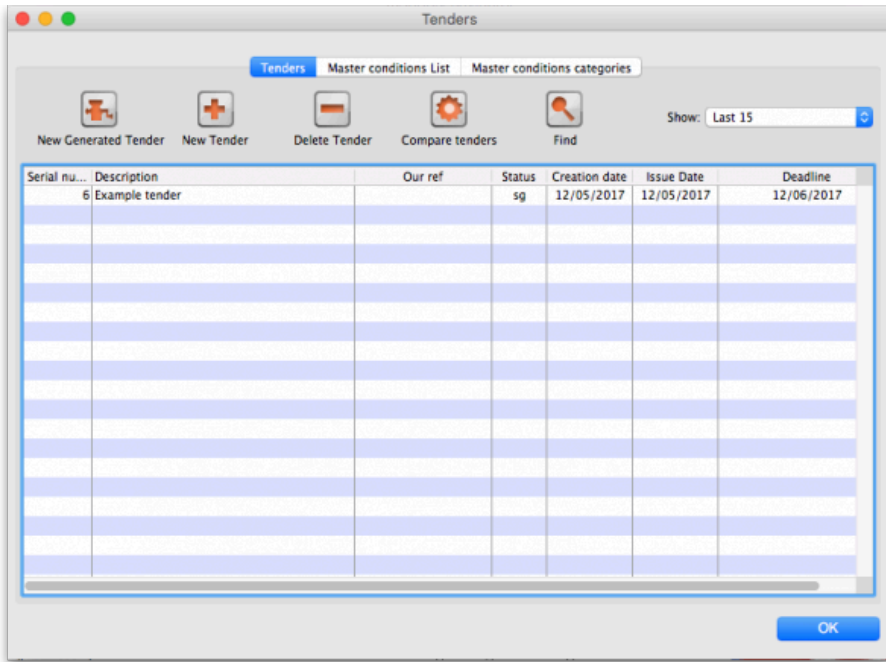 Tenders
Tenders Master conditions List Master conditions categories
New Generated Tender New Tender Delete Tender Compare tenders Find Show: Last 15
Serial nu... Description Our ref Status Creation date Issue Date Deadline
6 Example tender sg 12/05/2017 12/05/2017 12/06/2017
OK